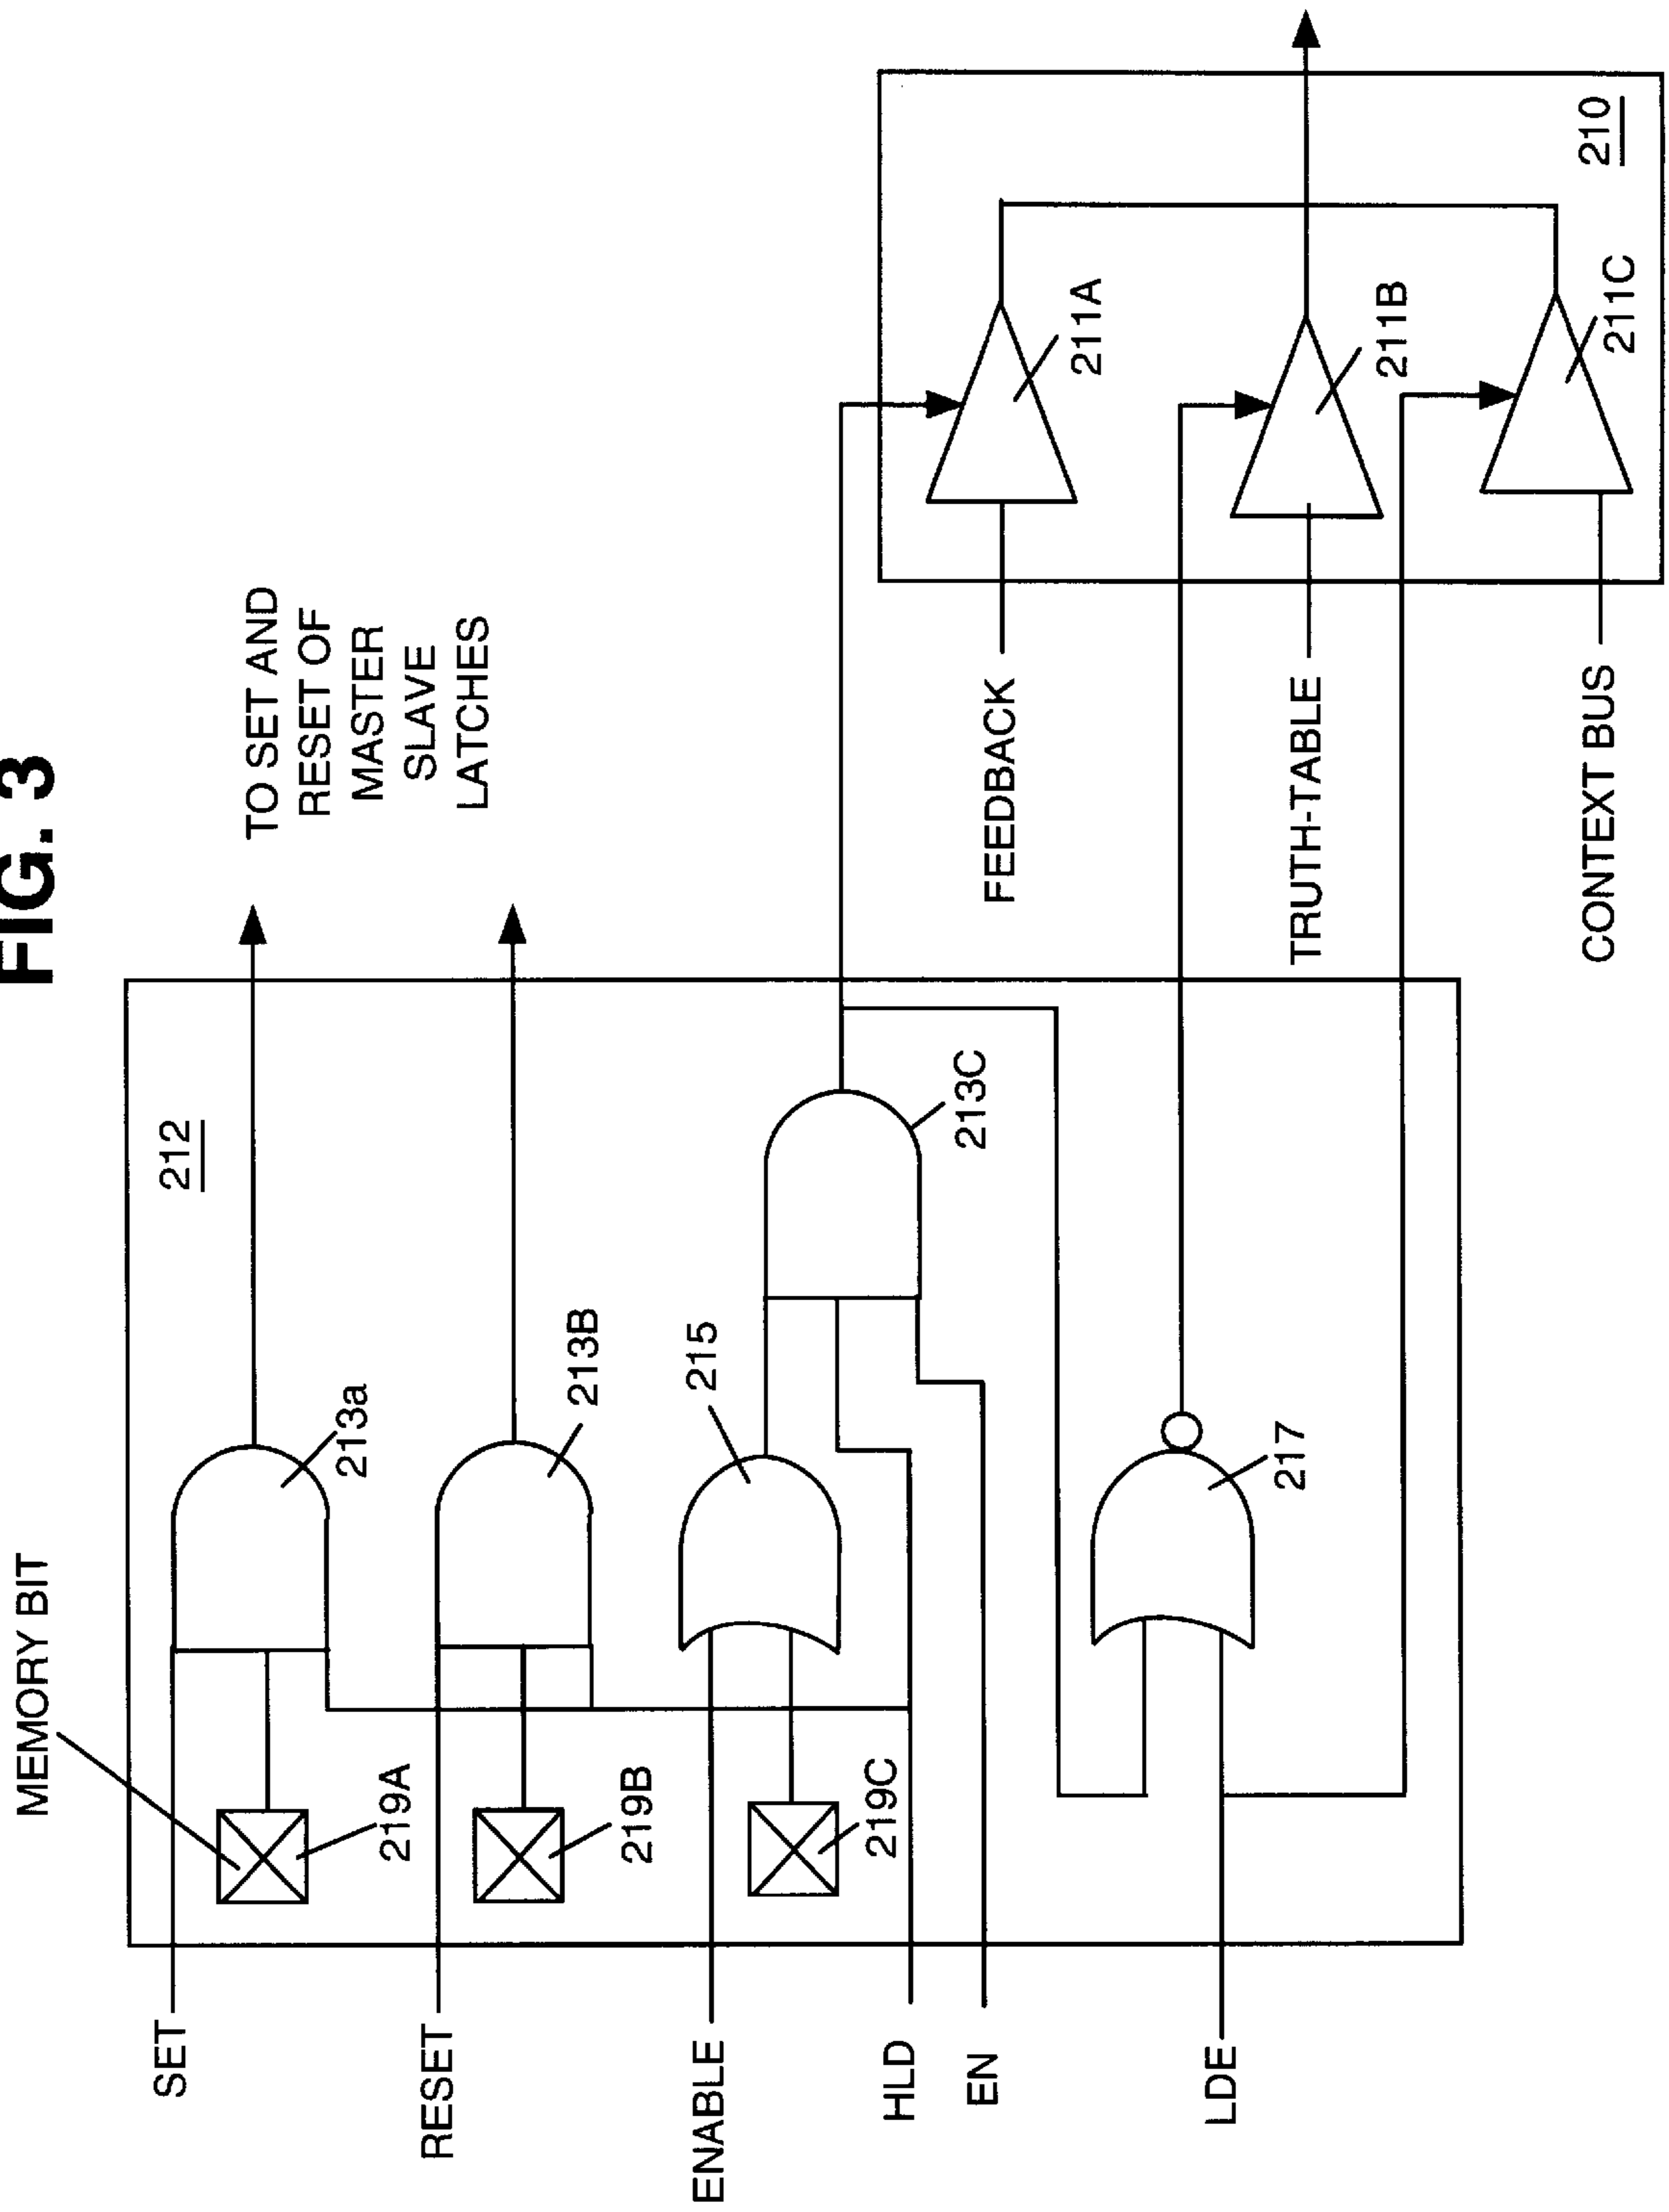 FIG. 3
MEMORY BIT
SET
RESET
ENABLE
HLD
EN
LDE
219A
219B
219C
213a
213B
215
213C
217
212
TO SET AND
RESET OF
MASTER
SLAVE
LATCHES
FEEDBACK
TRUTH-TABLE
CONTEXT BUS
211A
211B
211C
210